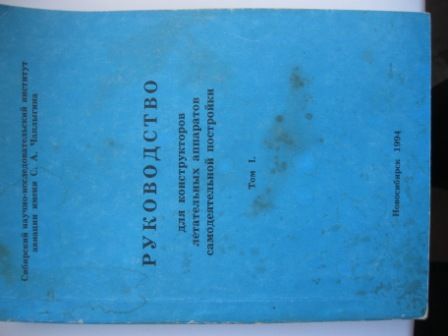 Сибирский научно-исследовательский институт
авиации имени С. А. Чаплыгина
РУКОВОДСТВО
для конструкторов
летательных аппаратов
самодеятельной постройки
Том I.
Новосибирск 1994